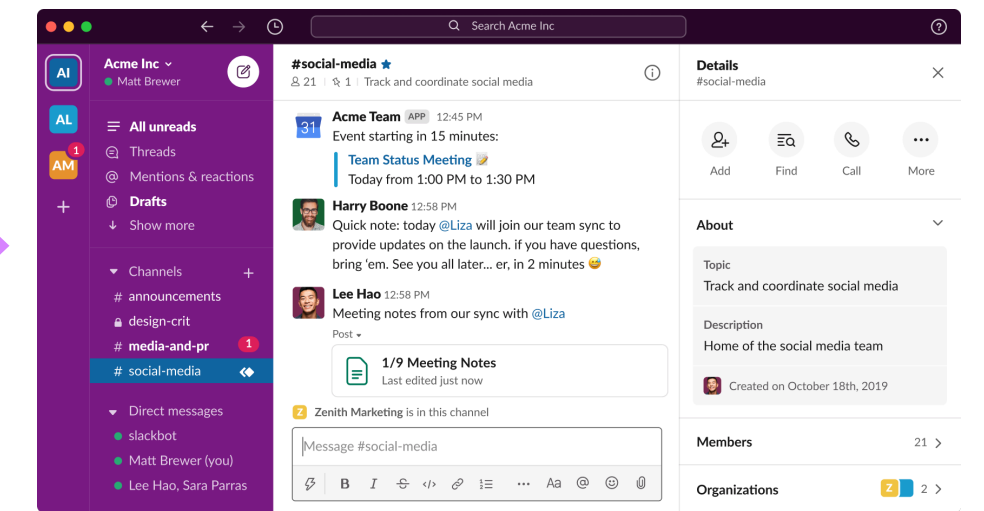 Search Acme Inc
AI
AL
1
AM
Acme Inc
Matt Brewer
All unreads
Threads
@ Mentions & reactions
Drafts
Show more
Channels
# announcements
design-crit
# media-and-pr 1
# social-media
Direct messages
slackbot
Matt Brewer (you)
Lee Hao, Sara Parras
#social-media
21 1 Track and coordinate social media
31
Acme Team APP 12:45 PM
Event starting in 15 minutes:
Team Status Meeting 📝
Today from 1:00 PM to 1:30 PM
Harry Boone 12:58 PM
Quick note: today @Liza will join our team sync to
provide updates on the launch. if you have questions,
bring ‘em. See you all later... er, in 2 minutes 😅
Lee Hao 12:58 PM
Meeting notes from our sync with @Liza
Post
1/9 Meeting Notes
Last edited just now
Z Zenith Marketing is in this channel
Message #social-media
B I S </> ... Aa @
Details
#social-media
Add Find Call More
About
Topic
Track and coordinate social media
Description
Home of the social media team
Created on October 18th, 2019
Members 21
Organizations Z 2